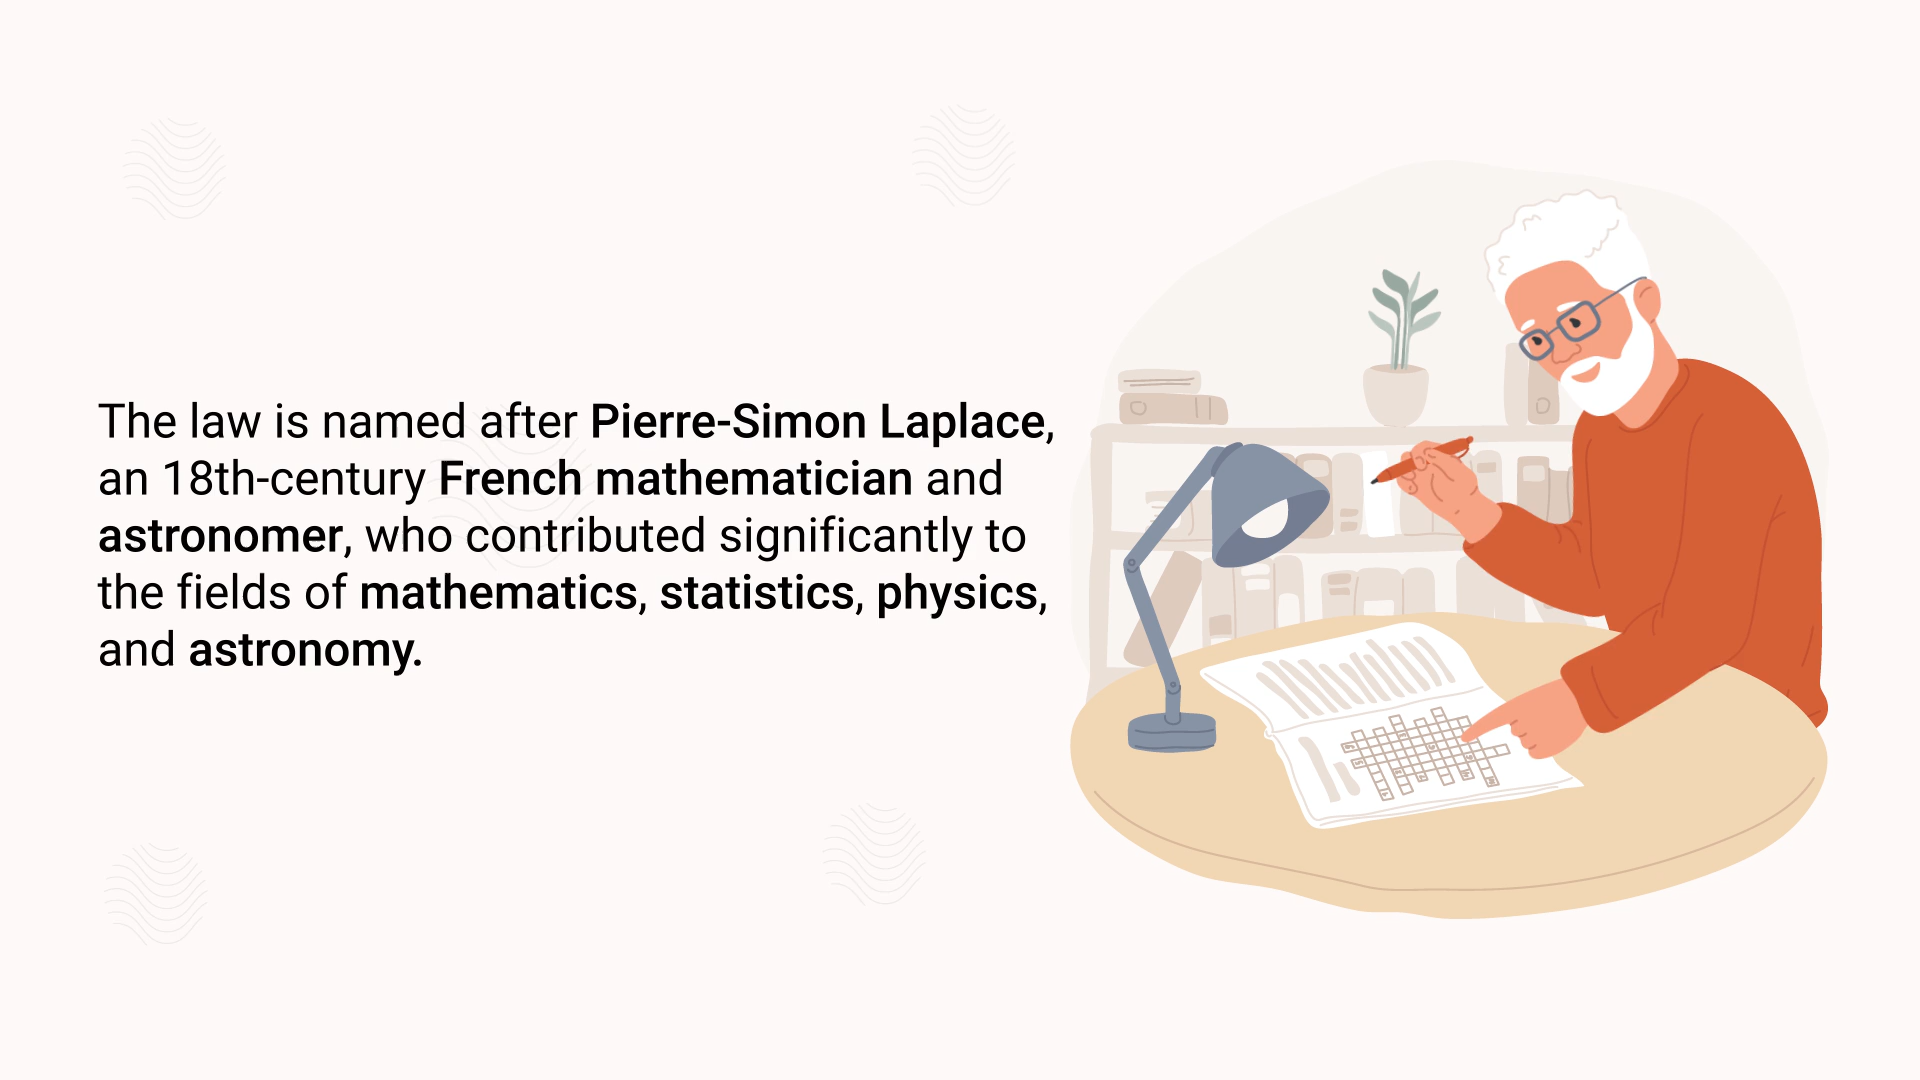 The law is named after Pierre-Simon Laplace,
an 18th-century French mathematician and
astronomer, who contributed significantly to
the fields of mathematics, statistics, physics,
and astronomy.